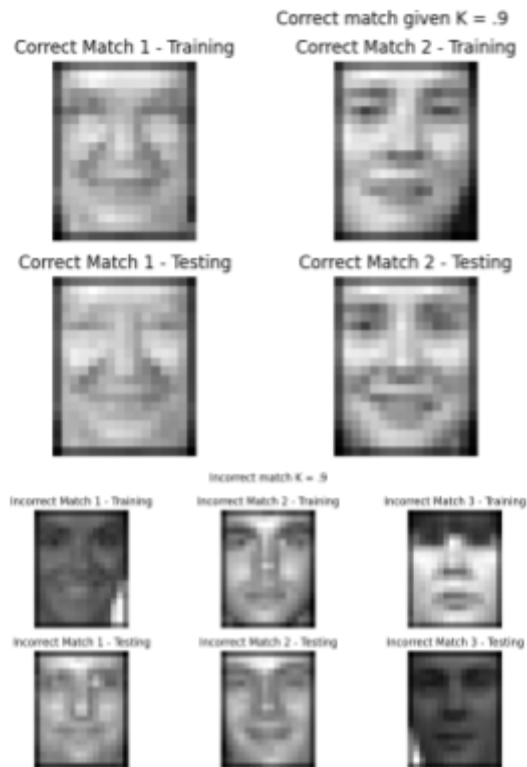 Correct match given K = .9
Correct Match 1 - Training
Correct Match 2 - Training
Correct Match 1 - Testing
Correct Match 2 - Testing
Incorrect match K = .9
Incorrect Match 1 - Training
Incorrect Match 2 - Training
Incorrect Match 3 - Training
Incorrect Match 1 - Testing
Incorrect Match 2 - Testing
Incorrect Match 3 - Testing